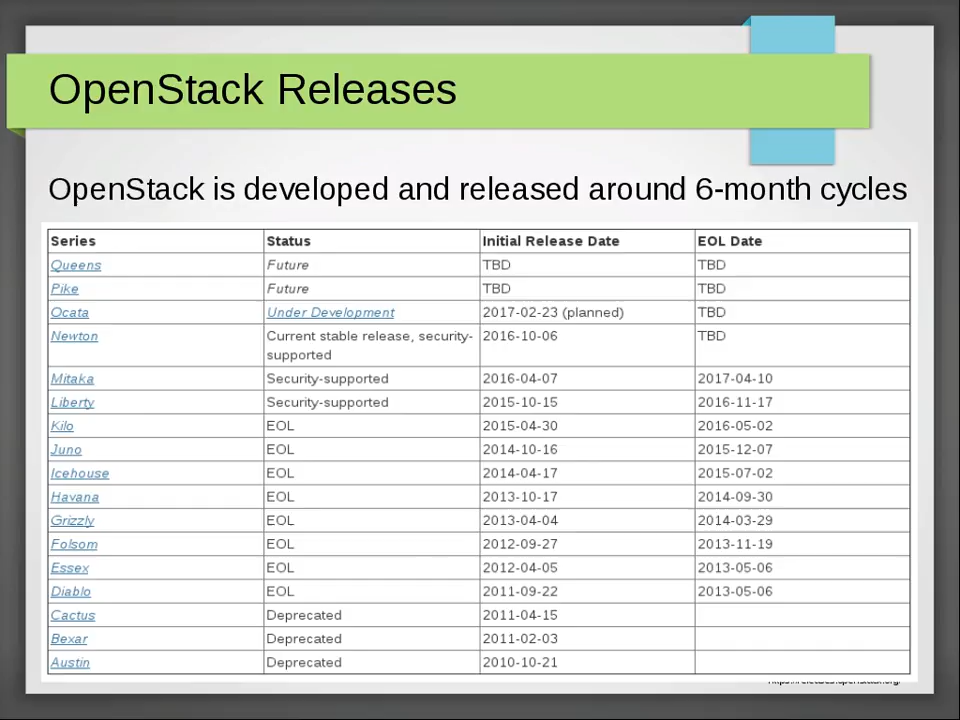 OpenStack Releases
OpenStack is developed and released around 6-month cycles
Series Status Initial Release Date EOL Date
Queens Future TBD TBD
Pike Future TBD TBD
Ocata Under Development 2017-02-23 (planned) TBD
Newton Current stable release, security- 2016-10-06 TBD
supported
Mitaka Security-supported 2016-04-07 2017-04-10
Liberty Security-supported 2015-10-15 2016-11-17
Kilo EOL 2015-04-30 2016-05-02
Juno EOL 2014-10-16 2015-12-07
Icehouse EOL 2014-04-17 2015-07-02
Havana EOL 2013-10-17 2014-09-30
Grizzly EOL 2013-04-04 2014-03-29
Folsom EOL 2012-09-27 2013-11-19
Essex EOL 2012-04-05 2013-05-06
Diablo EOL 2011-09-22 2013-05-06
Cactus Deprecated 2011-04-15
Bexar Deprecated 2011-02-03
Austin Deprecated 2010-10-21